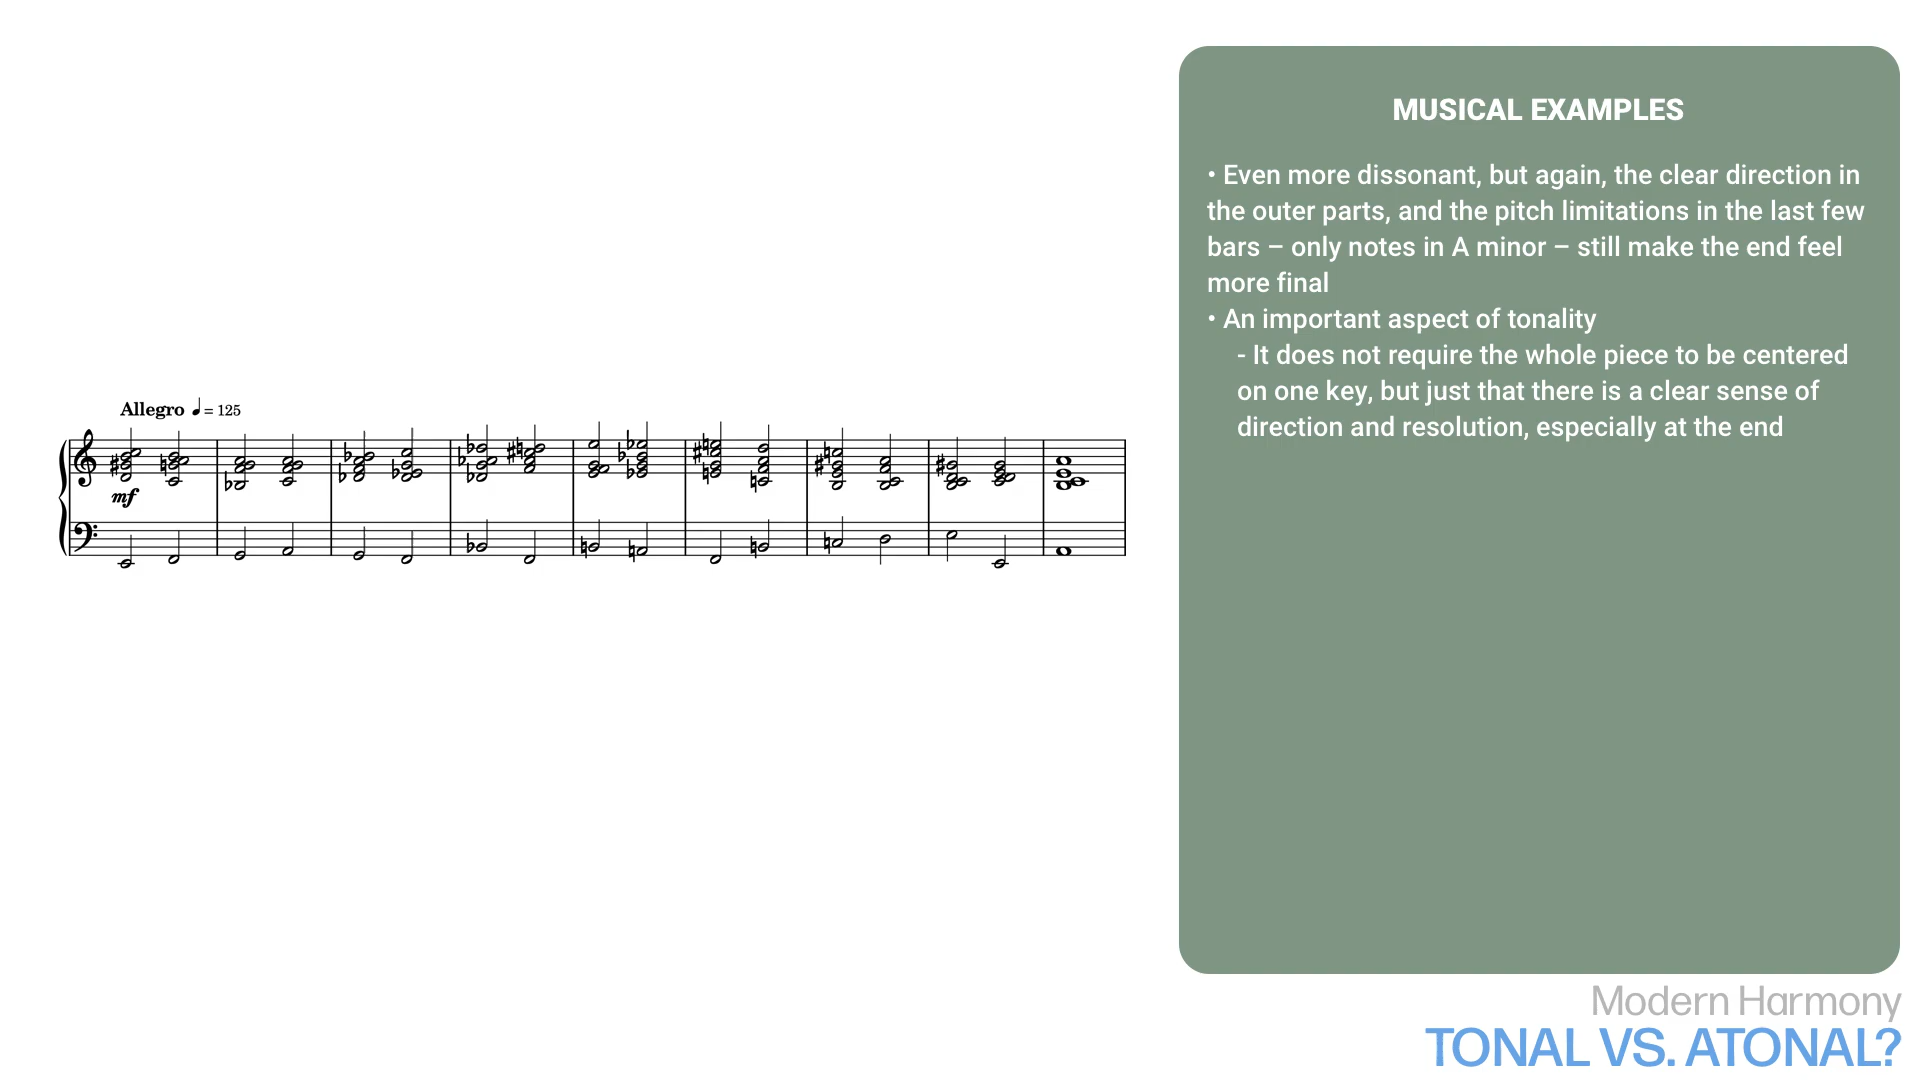 Allegro ♩= 125
mf
MUSICAL EXAMPLES
• Even more dissonant, but again, the clear direction in
the outer parts, and the pitch limitations in the last few
bars – only notes in A minor – still make the end feel
more final
• An important aspect of tonality
- It does not require the whole piece to be centered
on one key, but just that there is a clear sense of
direction and resolution, especially at the end
Modern Harmony
TONAL VS. ATONAL?